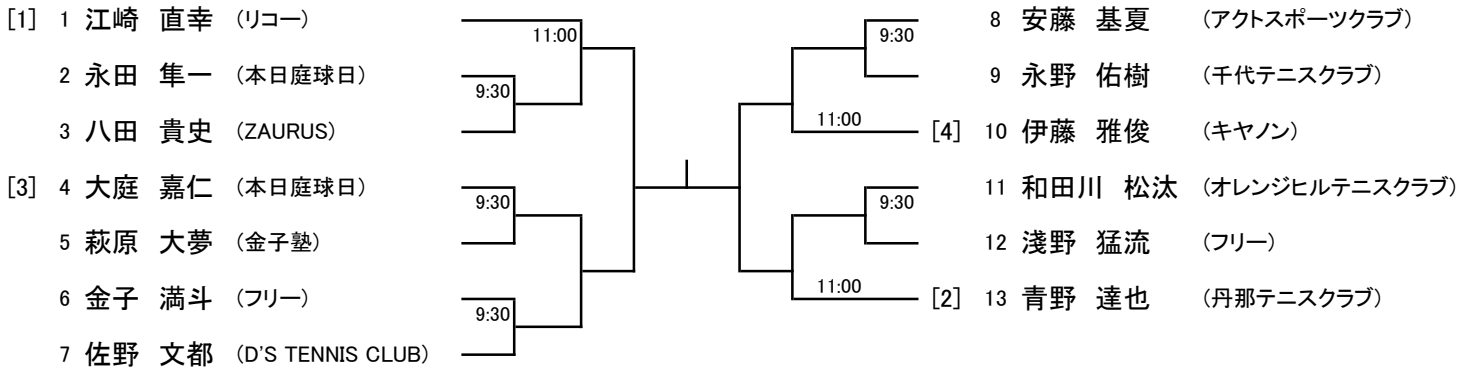 [1] 1 江崎 直幸 (リコー)
11:00
2 永田 隼一 (本日庭球日)
9:30
3 八田 貴史 (ZAURUS)
[3] 4 大庭 嘉仁 (本日庭球日)
9:30
5 萩原 大夢 (金子塾)
6 金子 満斗 (フリー)
9:30
7 佐野 文都 (D'S TENNIS CLUB)
8 安藤 基夏 (アクトスポーツクラブ)
9:30
9 永野 佑樹 (千代テニスクラブ)
11:00
[4] 10 伊藤 雅俊 (キヤノン)
11 和田川 松汰 (オレンジヒルテニスクラブ)
9:30
12 淺野 猛流 (フリー)
11:00
[2] 13 青野 達也 (丹那テニスクラブ)